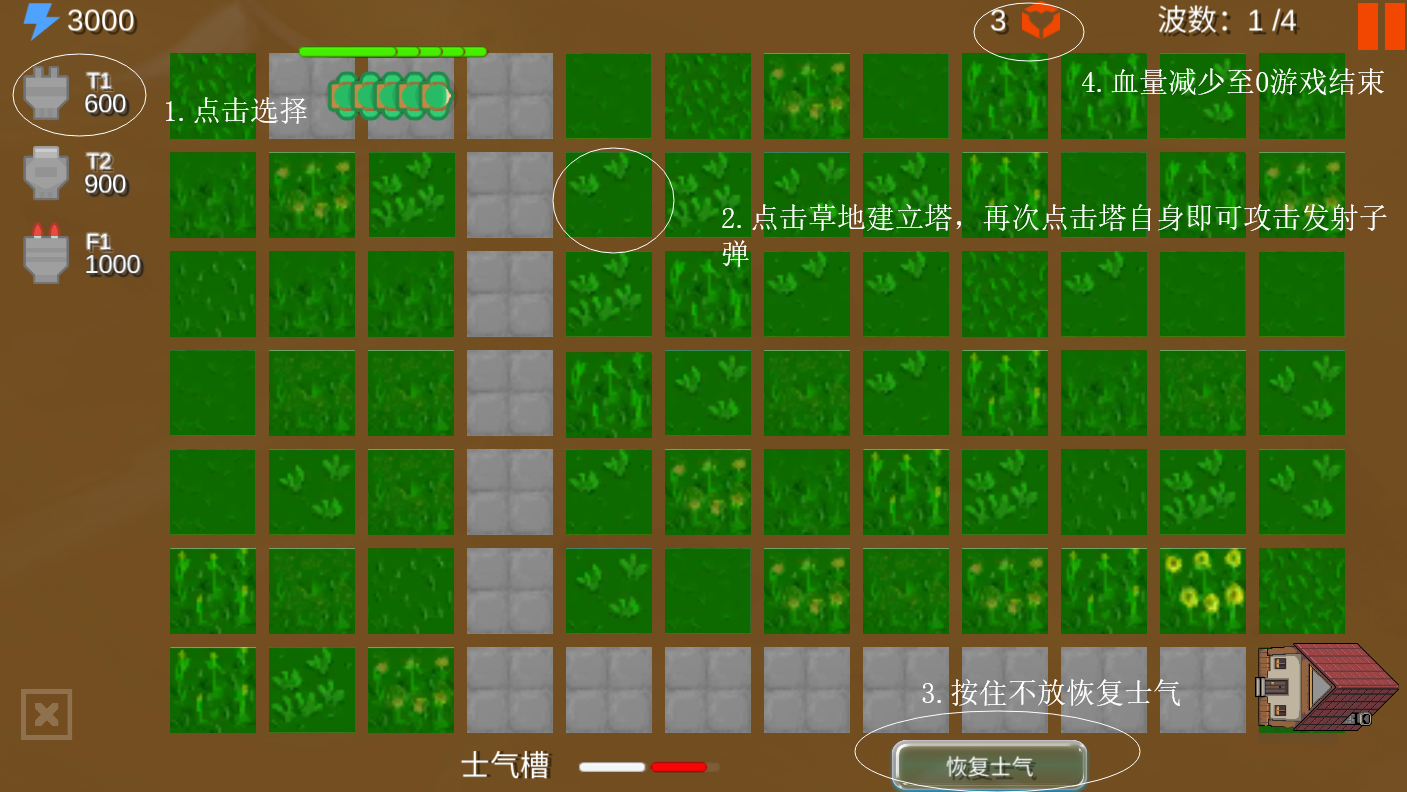 3000
3
波数：1 /4
T1
600
1.点击选择
4.血量减少至0游戏结束
T2
900
2.点击草地建立塔，再次点击塔自身即可攻击发射子
弹
F1
1000
3.按住不放恢复士气
士气槽
恢复士气